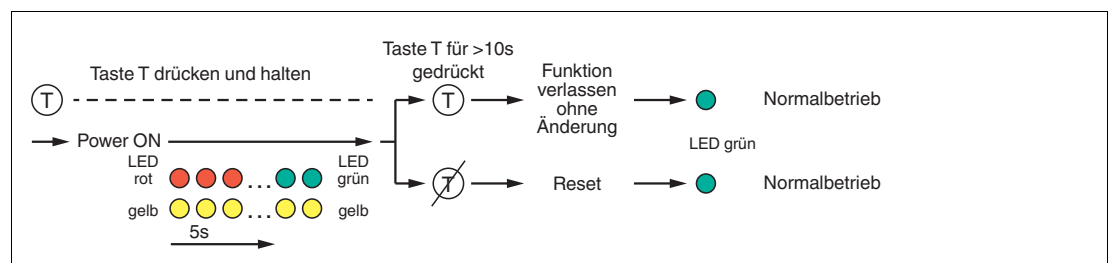 Taste T drücken und halten
T
Power ON
LED
rot
...
LED
grün
gelb
...
gelb
5s
Taste T für >10s
gedrückt
T
Funktion
verlassen
ohne
Änderung
Normalbetrieb
LED grün
T
Reset
Normalbetrieb